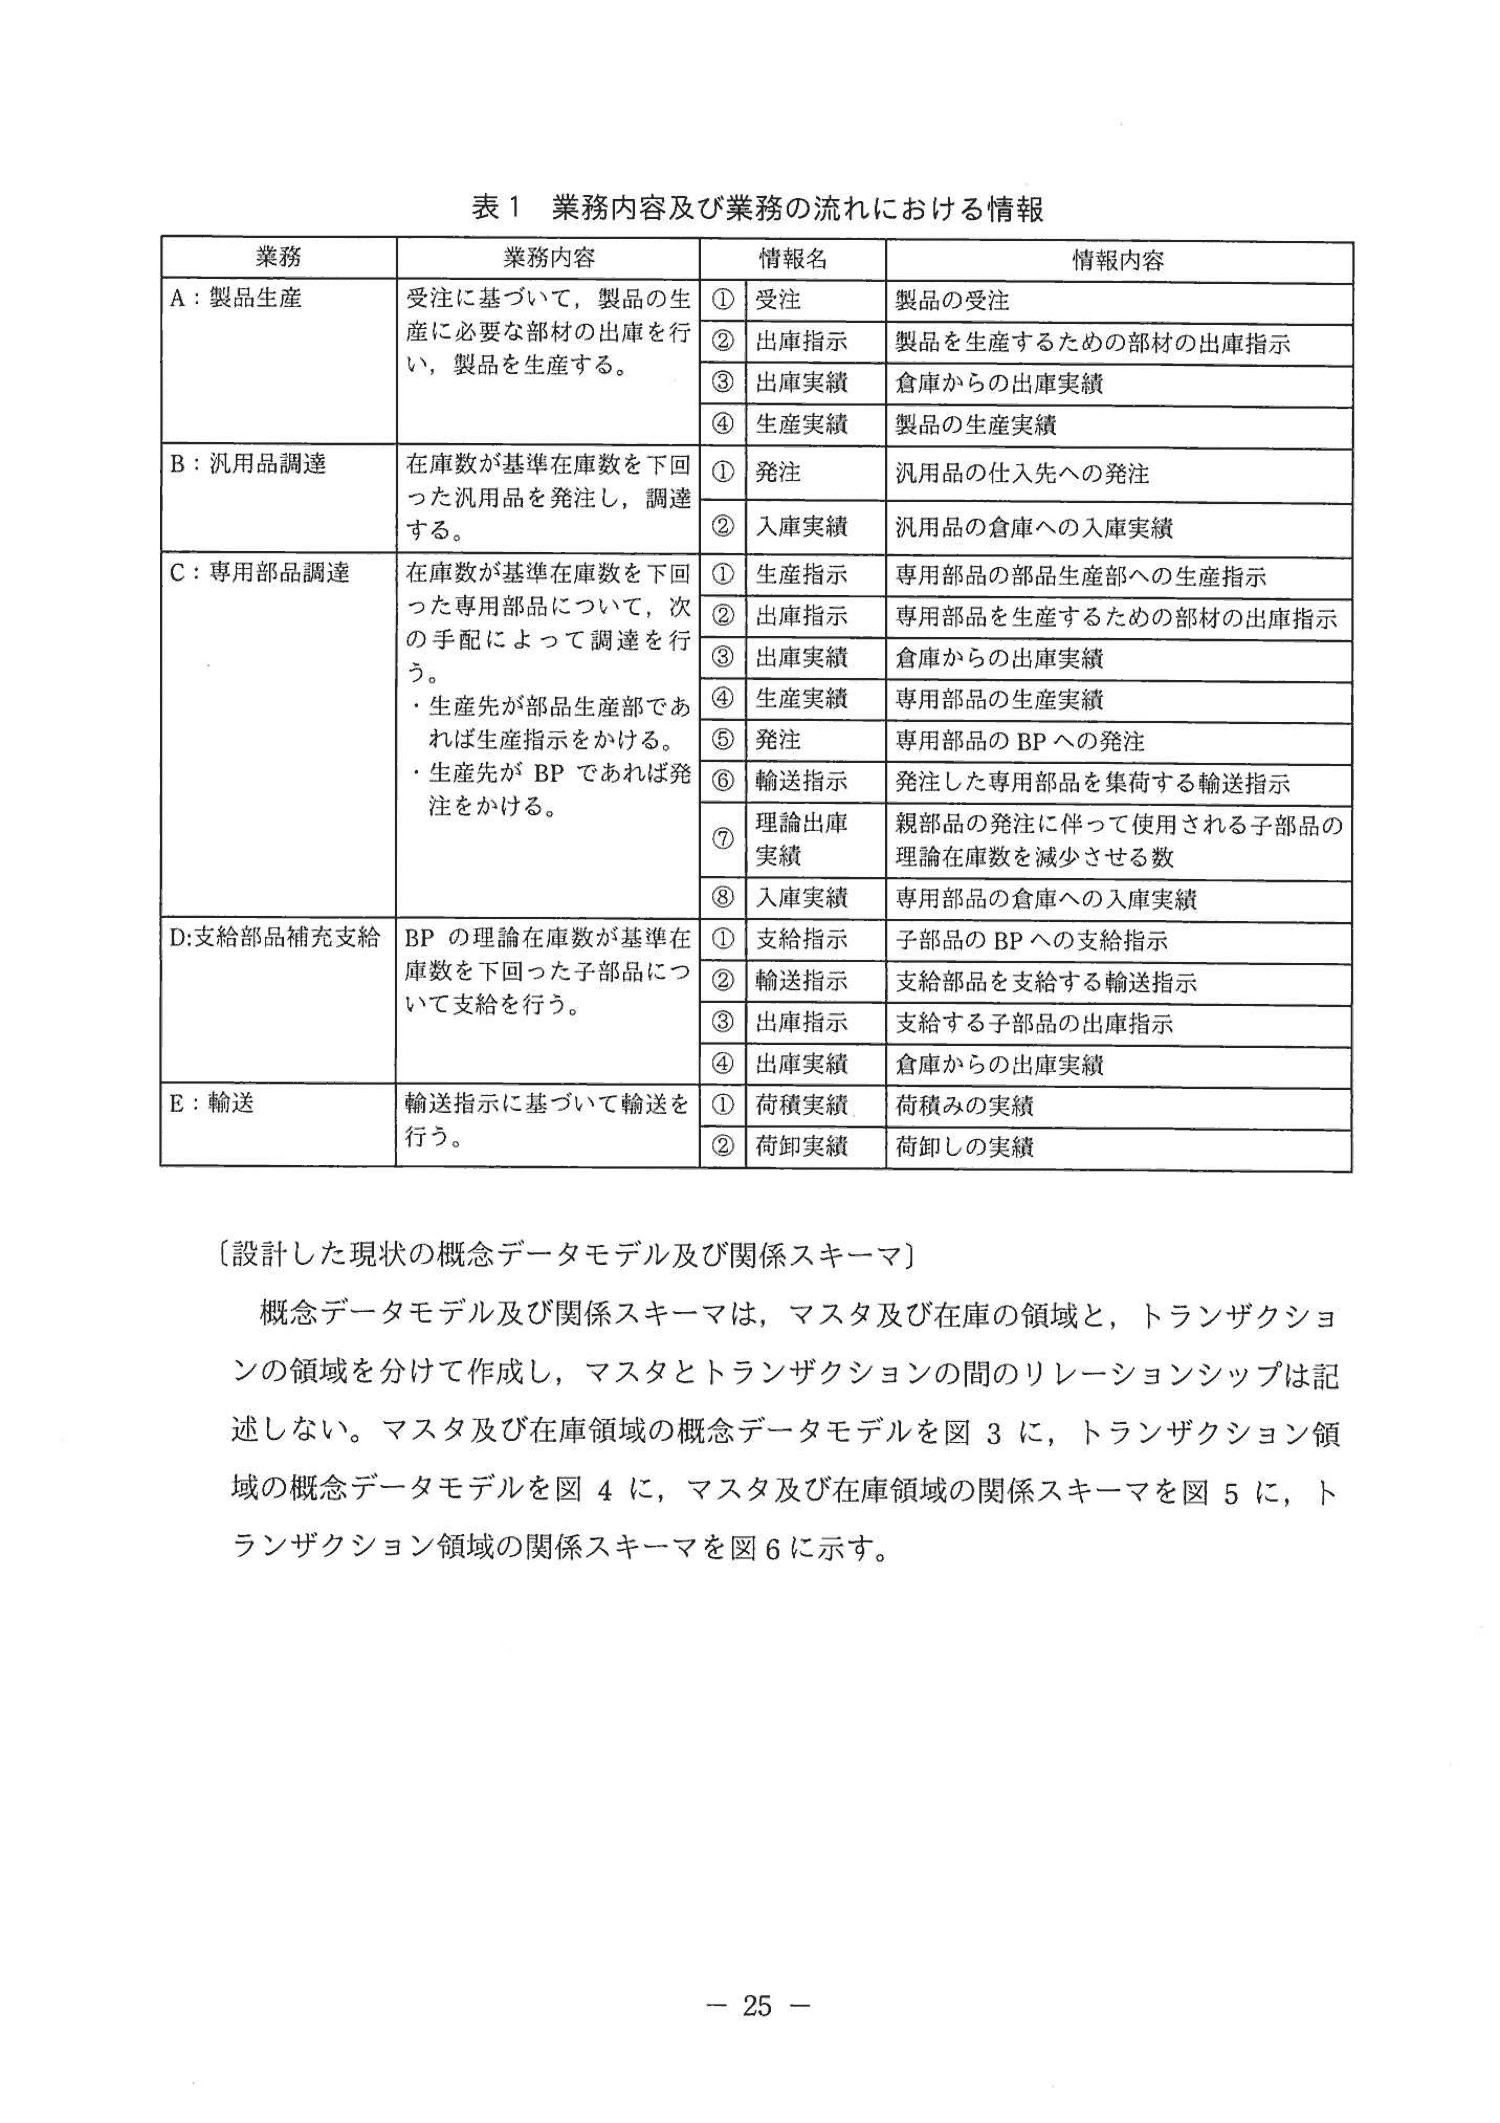 表1　業務内容及び業務の流れにおける情報
業務　業務内容　情報名　情報内容
A：製品生産　受注に基づいて，製品の生　①　受注　製品の受注
産に必要な部材の出庫を行　②　出庫指示　製品を生産するための部材の出庫指示
い，製品を生産する。　③　出庫実績　倉庫からの出庫実績
④　生産実績　製品の生産実績
B：汎用品調達　在庫数が基準在庫数を下回　①　発注　汎用品の仕入先への発注
った汎用品を発注し，調達
する。　②　入庫実績　汎用品の倉庫への入庫実績
C：専用部品調達　在庫数が基準在庫数を下回　①　生産指示　専用部品の部品生産部への生産指示
った専用部品について，次　②　出庫指示　専用部品を生産するための部材の出庫指示
の手配によって調達を行　③　出庫実績　倉庫からの出庫実績
う。
・生産先が部品生産部であ　④　生産実績　専用部品の生産実績
れば生産指示をかける。　⑤　発注　専用部品の BP への発注
・生産先が BP であれば発　⑥　輸送指示　発注した専用部品を集荷する輸送指示
注をかける。　⑦　理論出庫　親部品の発注に伴って使用される子部品の
実績　理論在庫数を減少させる数
⑧　入庫実績　専用部品の倉庫への入庫実績
D:支給部品補充支給　BP の理論在庫数が基準在　①　支給指示　子部品の BP への支給指示
庫数を下回った子部品につ　②　輸送指示　支給部品を支給する輸送指示
いて支給を行う。　③　出庫指示　支給する子部品の出庫指示
④　出庫実績　倉庫からの出庫実績
E：輸送　輸送指示に基づいて輸送を　①　荷積実績　荷積みの実績
行う。　②　荷卸実績　荷卸しの実績
〔設計した現状の概念データモデル及び関係スキーマ〕
概念データモデル及び関係スキーマは，マスタ及び在庫の領域と，トランザクショ
ンの領域を分けて作成し，マスタとトランザクションの間のリレーションシップは記
述しない。マスタ及び在庫領域の概念データモデルを図 3 に，トランザクション領
域の概念データモデルを図 4 に，マスタ及び在庫領域の関係スキーマを図 5 に，ト
ランザクション領域の関係スキーマを図 6 に示す。
－ 25 －